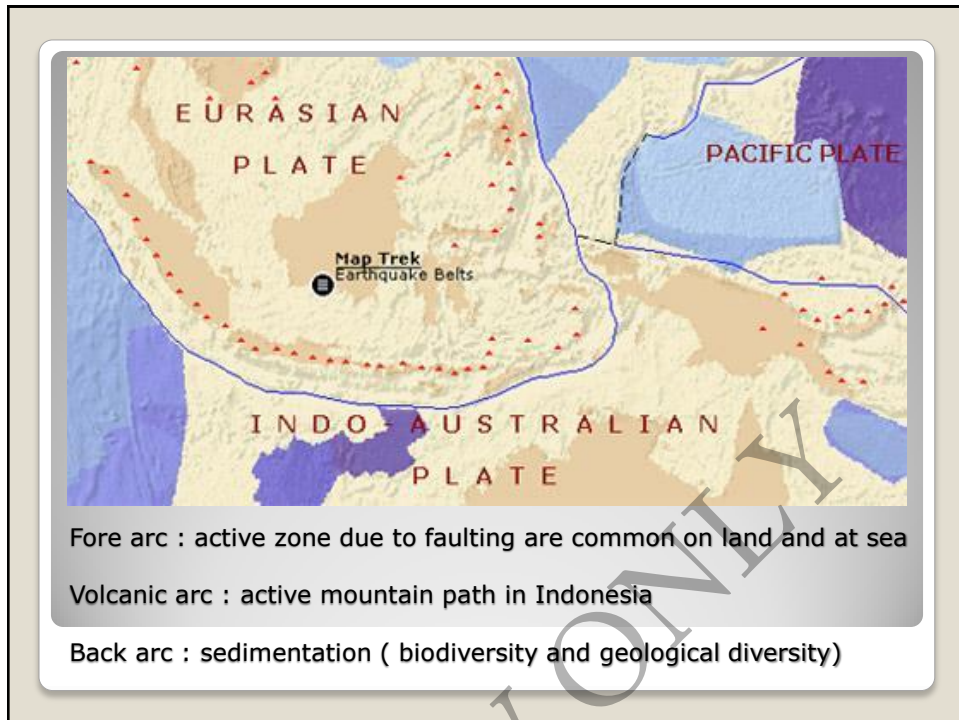 EURASIAN
PLATE
PACIFIC PLATE
Map Trek
Earthquake Belts
INDO-AUSTRALIAN
PLATE
Fore arc : active zone due to faulting are common on land and at sea
Volcanic arc : active mountain path in Indonesia
Back arc : sedimentation ( biodiversity and geological diversity)
ONLY